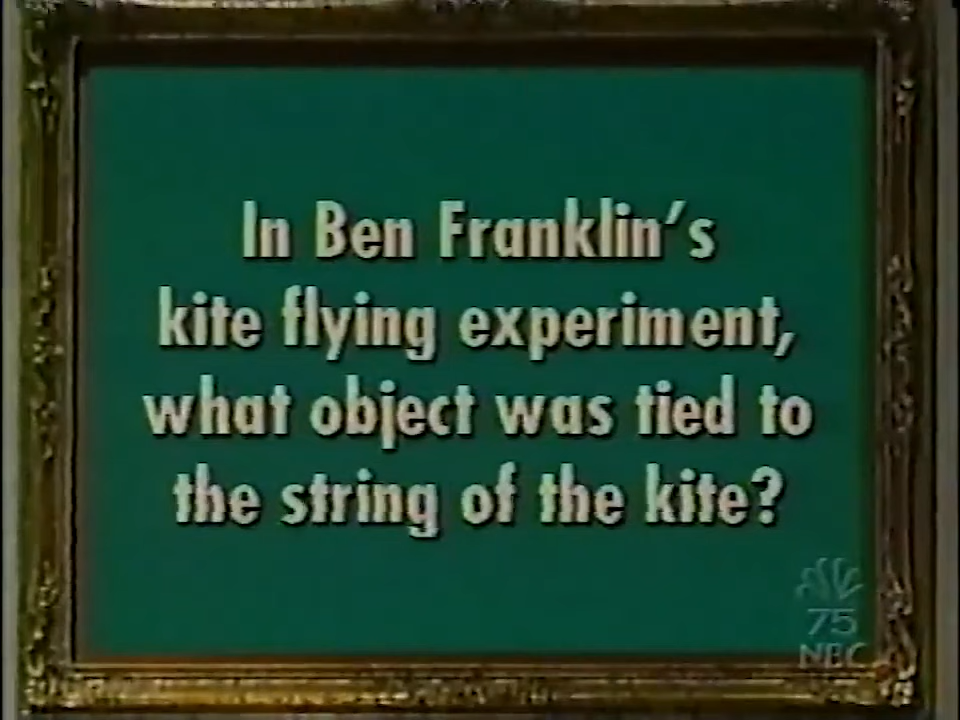 In Ben Franklin's
kite flying experiment,
what object was tied to
the string of the kite?
75
NBC